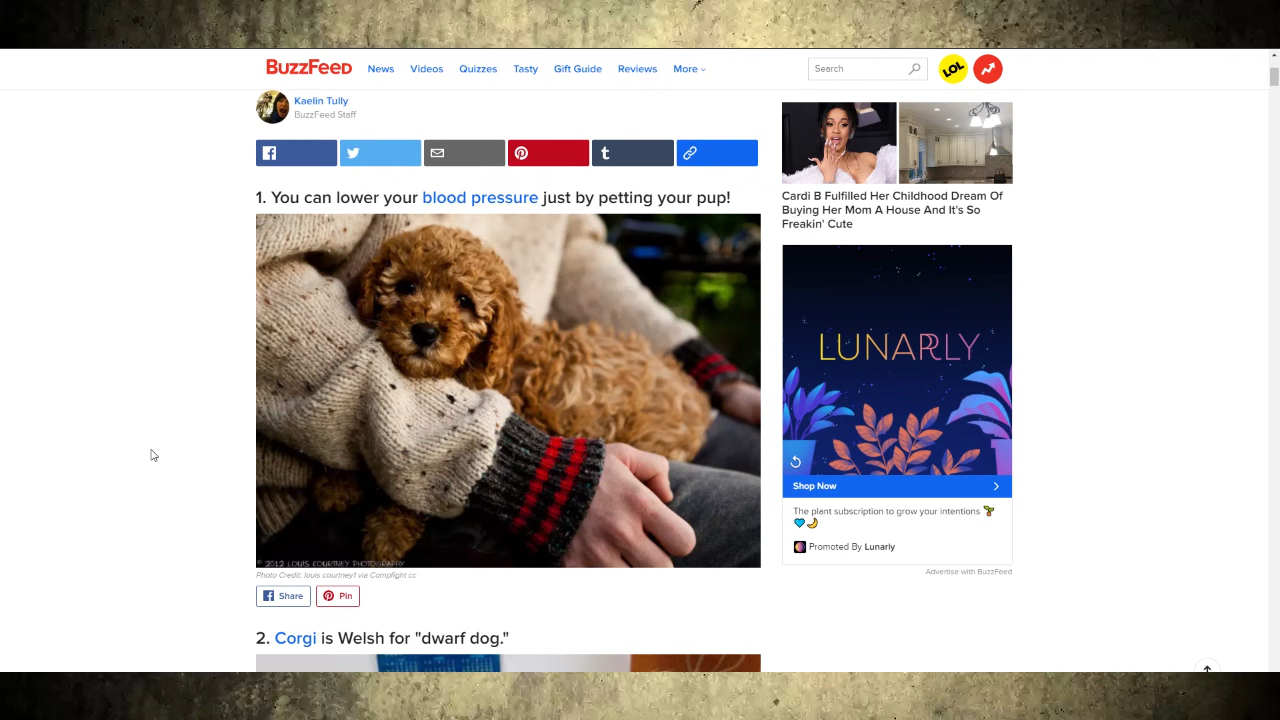 BuzzFeed News Videos Quizzes Tasty Gift Guide Reviews More Search LOL
Kaelin Tully
BuzzFeed Staff
1. You can lower your blood pressure just by petting your pup!
© 2012 LOUIS COURTNEY PHOTOGRAPHY
Photo Credit: louis courtney1 via Compfight cc
Share Pin
2. Corgi is Welsh for "dwarf dog."
Cardi B Fulfilled Her Childhood Dream Of
Buying Her Mom A House And It's So
Freakin' Cute
LUNARLY
Shop Now
The plant subscription to grow your intentions
Promoted By Lunarly
Advertise with BuzzFeed